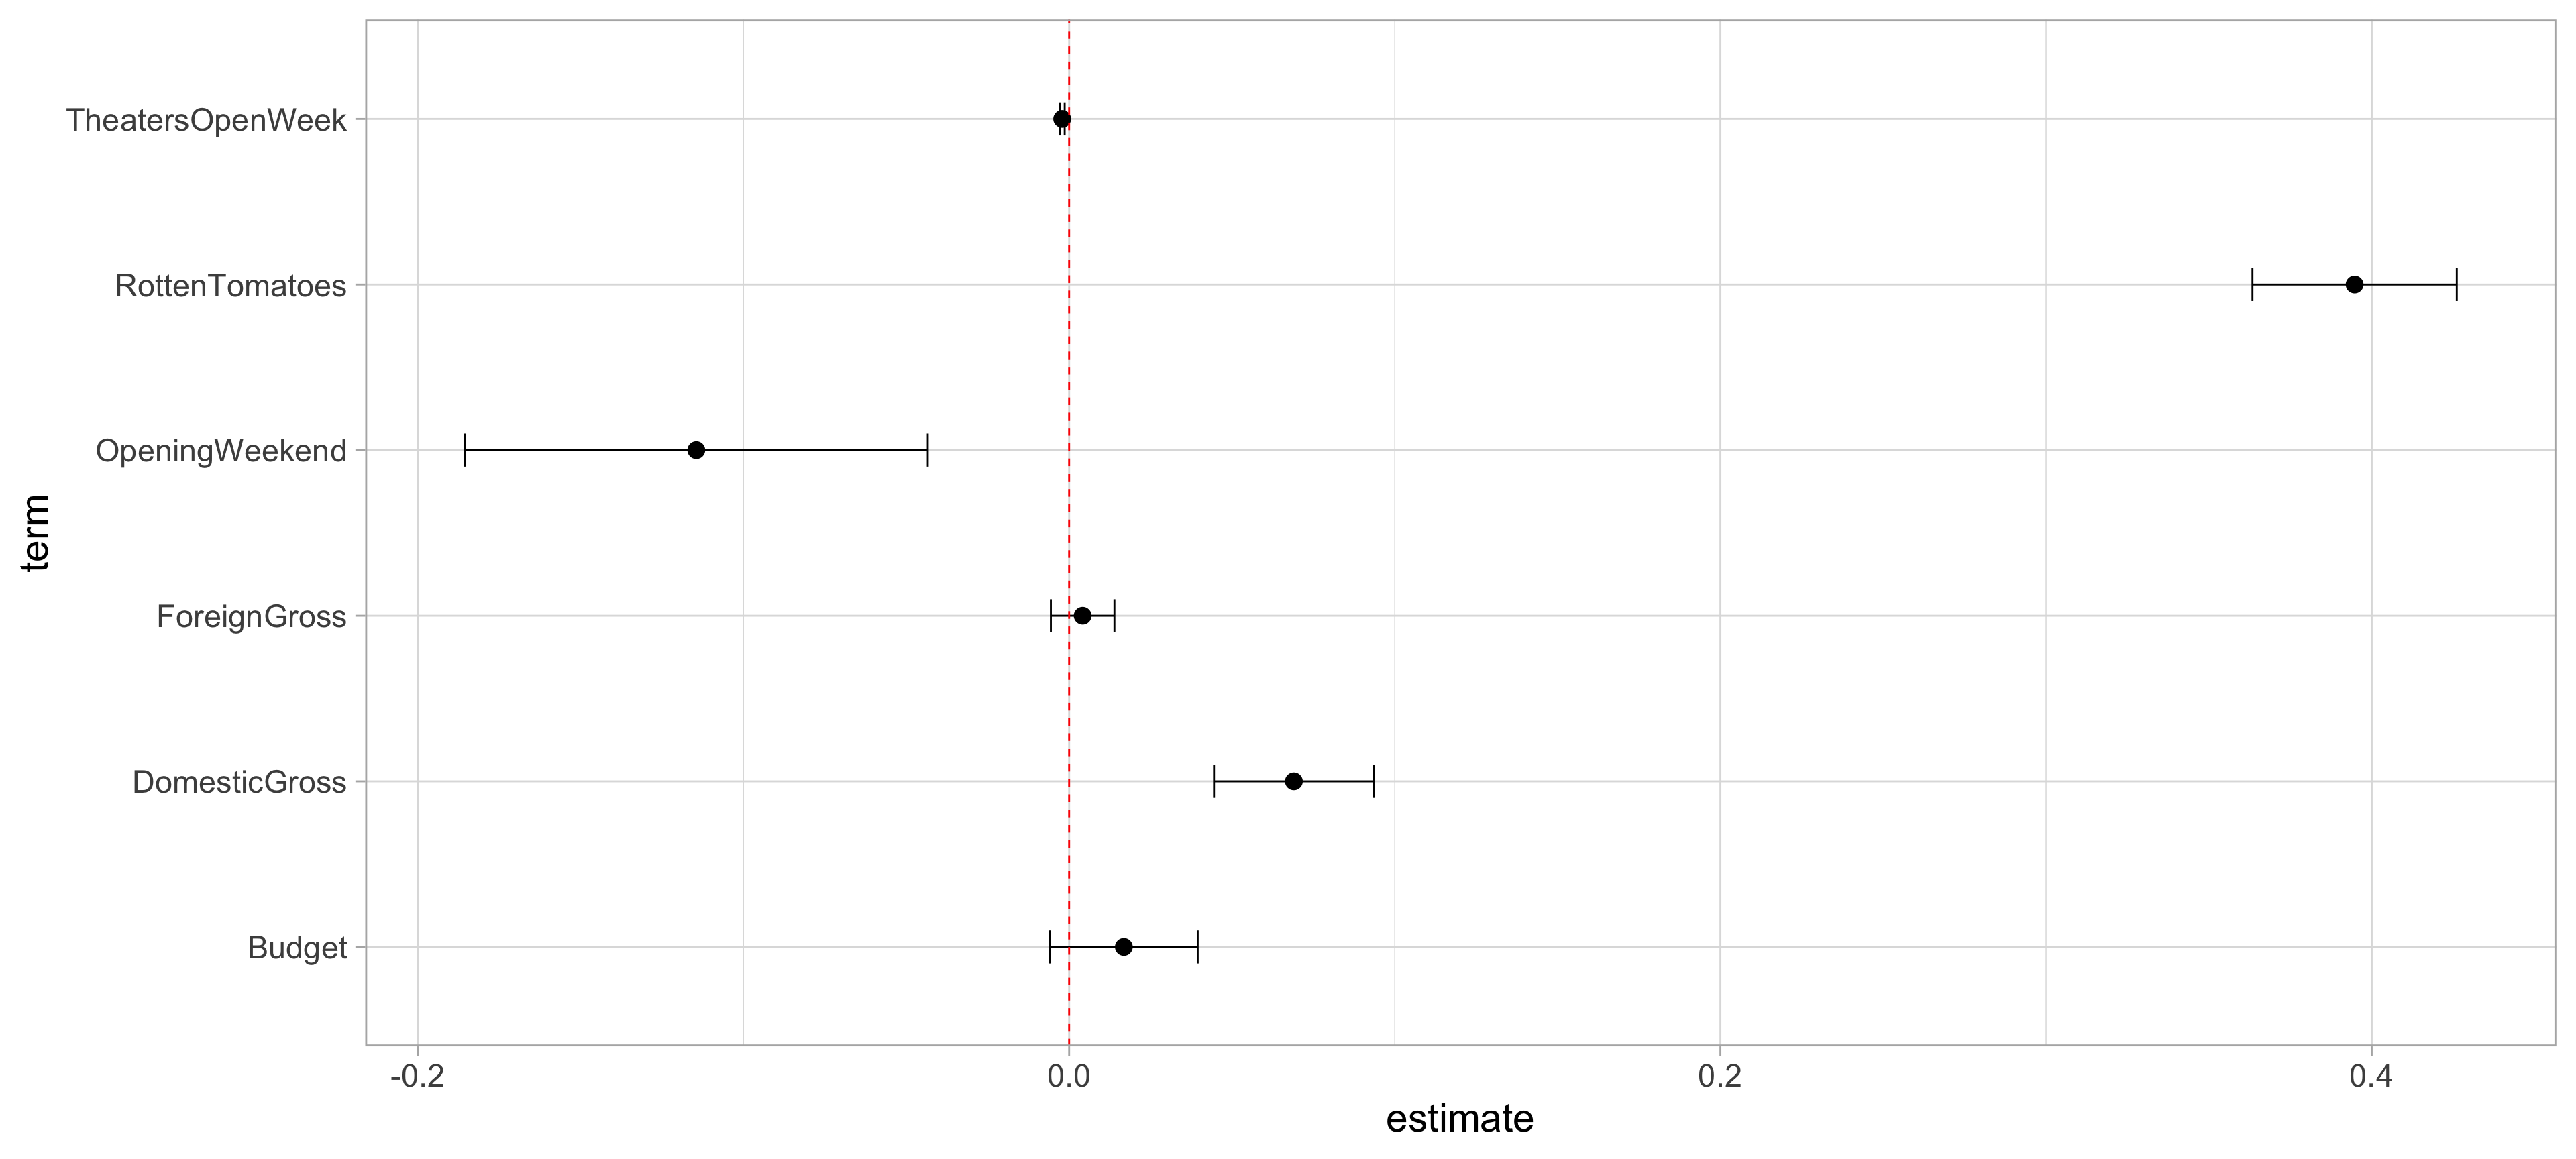 term
TheatersOpenWeek
RottenTomatoes
OpeningWeekend
ForeignGross
DomesticGross
Budget
-0.2 0.0 0.2 0.4
estimate